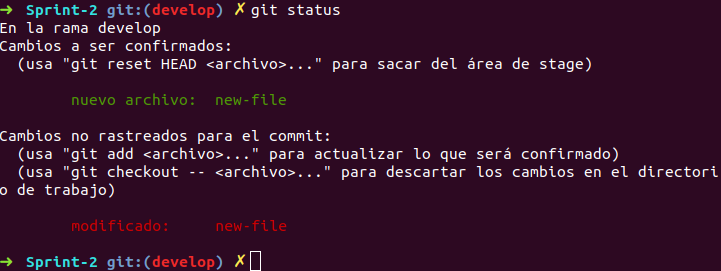 ➜ Sprint-2 git:(develop) ✗ git status
En la rama develop
Cambios a ser confirmados:
(usa "git reset HEAD <archivo>..." para sacar del área de stage)
nuevo archivo: new-file
Cambios no rastreados para el commit:
(usa "git add <archivo>..." para actualizar lo que será confirmado)
(usa "git checkout -- <archivo>..." para descartar los cambios en el directori
o de trabajo)
modificado: new-file
➜ Sprint-2 git:(develop) ✗